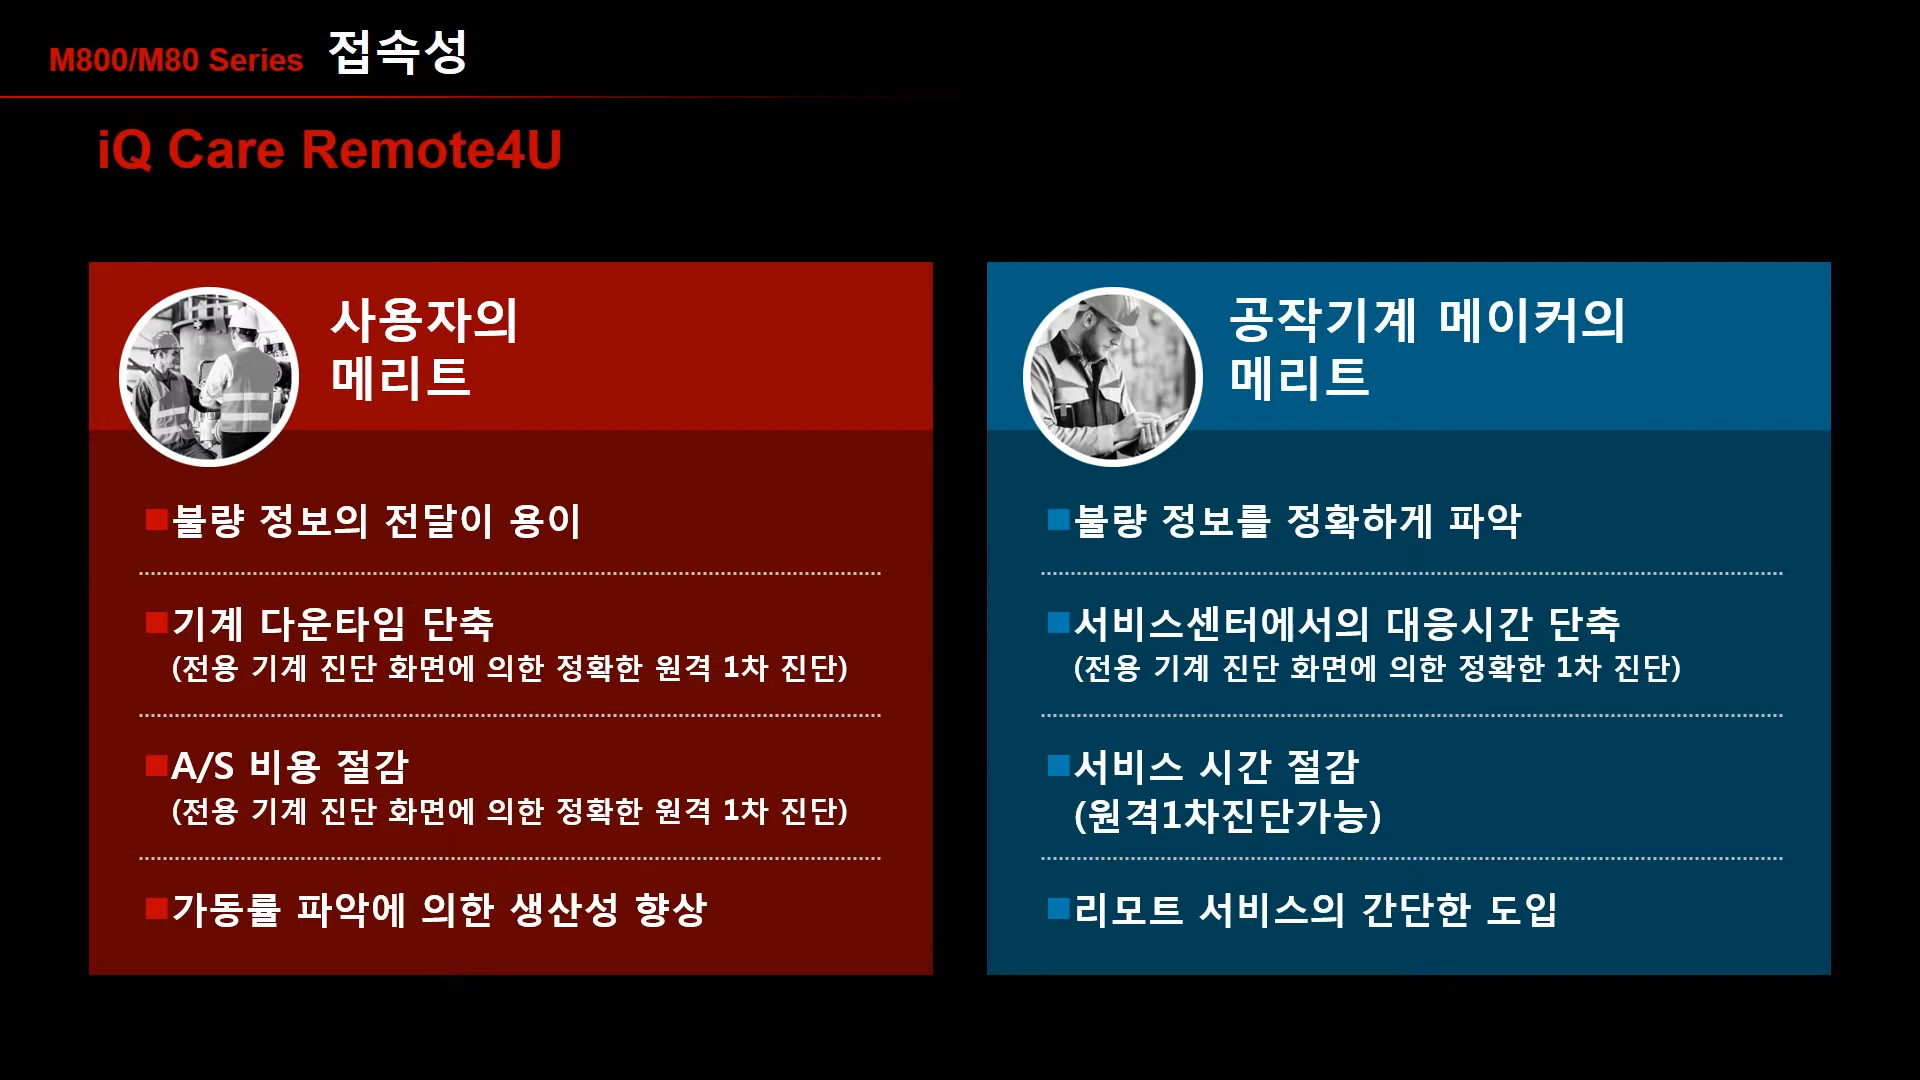 M800/M80 Series 접속성
iQ Care Remote4U
사용자의
메리트
■불량 정보의 전달이 용이
■기계 다운타임 단축
(전용 기계 진단 화면에 의한 정확한 원격 1차 진단)
■A/S 비용 절감
(전용 기계 진단 화면에 의한 정확한 원격 1차 진단)
■가동률 파악에 의한 생산성 향상
공작기계 메이커의
메리트
■불량 정보를 정확하게 파악
■서비스센터에서의 대응시간 단축
(전용 기계 진단 화면에 의한 정확한 1차 진단)
■서비스 시간 절감
(원격1차진단가능)
■리모트 서비스의 간단한 도입